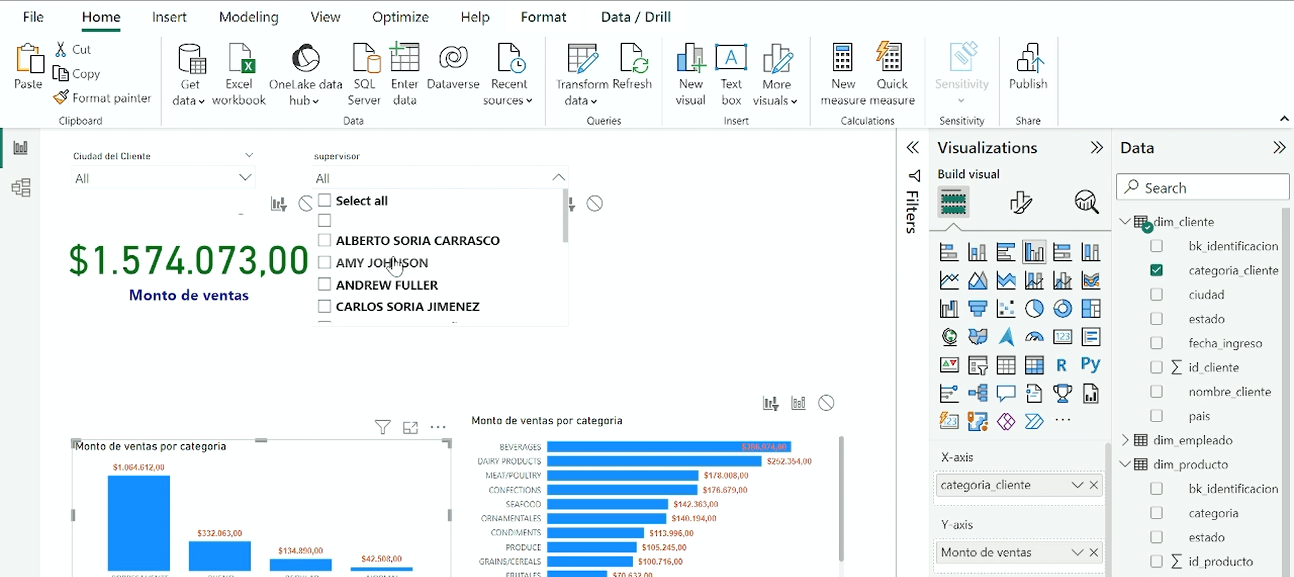 File Home Insert Modeling View Optimize Help Format Data / Drill
Paste
Cut
Copy
Format painter
Clipboard
Get data
Excel workbook
OneLake data hub
SQL Server
Enter data
Dataverse
Recent sources
Data
Transform data
Refresh
Queries
New visual
Text box
More visuals
Insert
New measure
Quick measure
Calculations
Sensitivity
Sensitivity
Publish
Share
Ciudad del Cliente
All
supervisor
All
Select all
ALBERTO SORIA CARRASCO
AMY JOHNSON
ANDREW FULLER
CARLOS SORIA JIMENEZ
$1.574.073,00
Monto de ventas
Monto de ventas por categoria
$1.064.612,00
$332.063,00
$134.890,00
$42.508,00
Monto de ventas por categoria
BEVERAGES
DAIRY PRODUCTS $252.354,00
MEAT/POULTRY $178.008,00
CONFECTIONS $176.679,00
SEAFOOD $142.363,00
ORNAMENTALES $140.194,00
CONDIMENTS $113.996,00
PRODUCE $105.245,00
GRAINS/CEREALS $100.716,00
FRUTALES $70.632,00
Filters
Visualizations
Build visual
123
R Py
123
...
X-axis
categoria_cliente
Y-axis
Monto de ventas
Data
Search
dim_cliente
bk_identificacion
categoria_cliente
ciudad
estado
fecha_ingreso
id_cliente
nombre_cliente
pais
dim_empleado
dim_producto
bk_identificacion
categoria
estado
id_producto